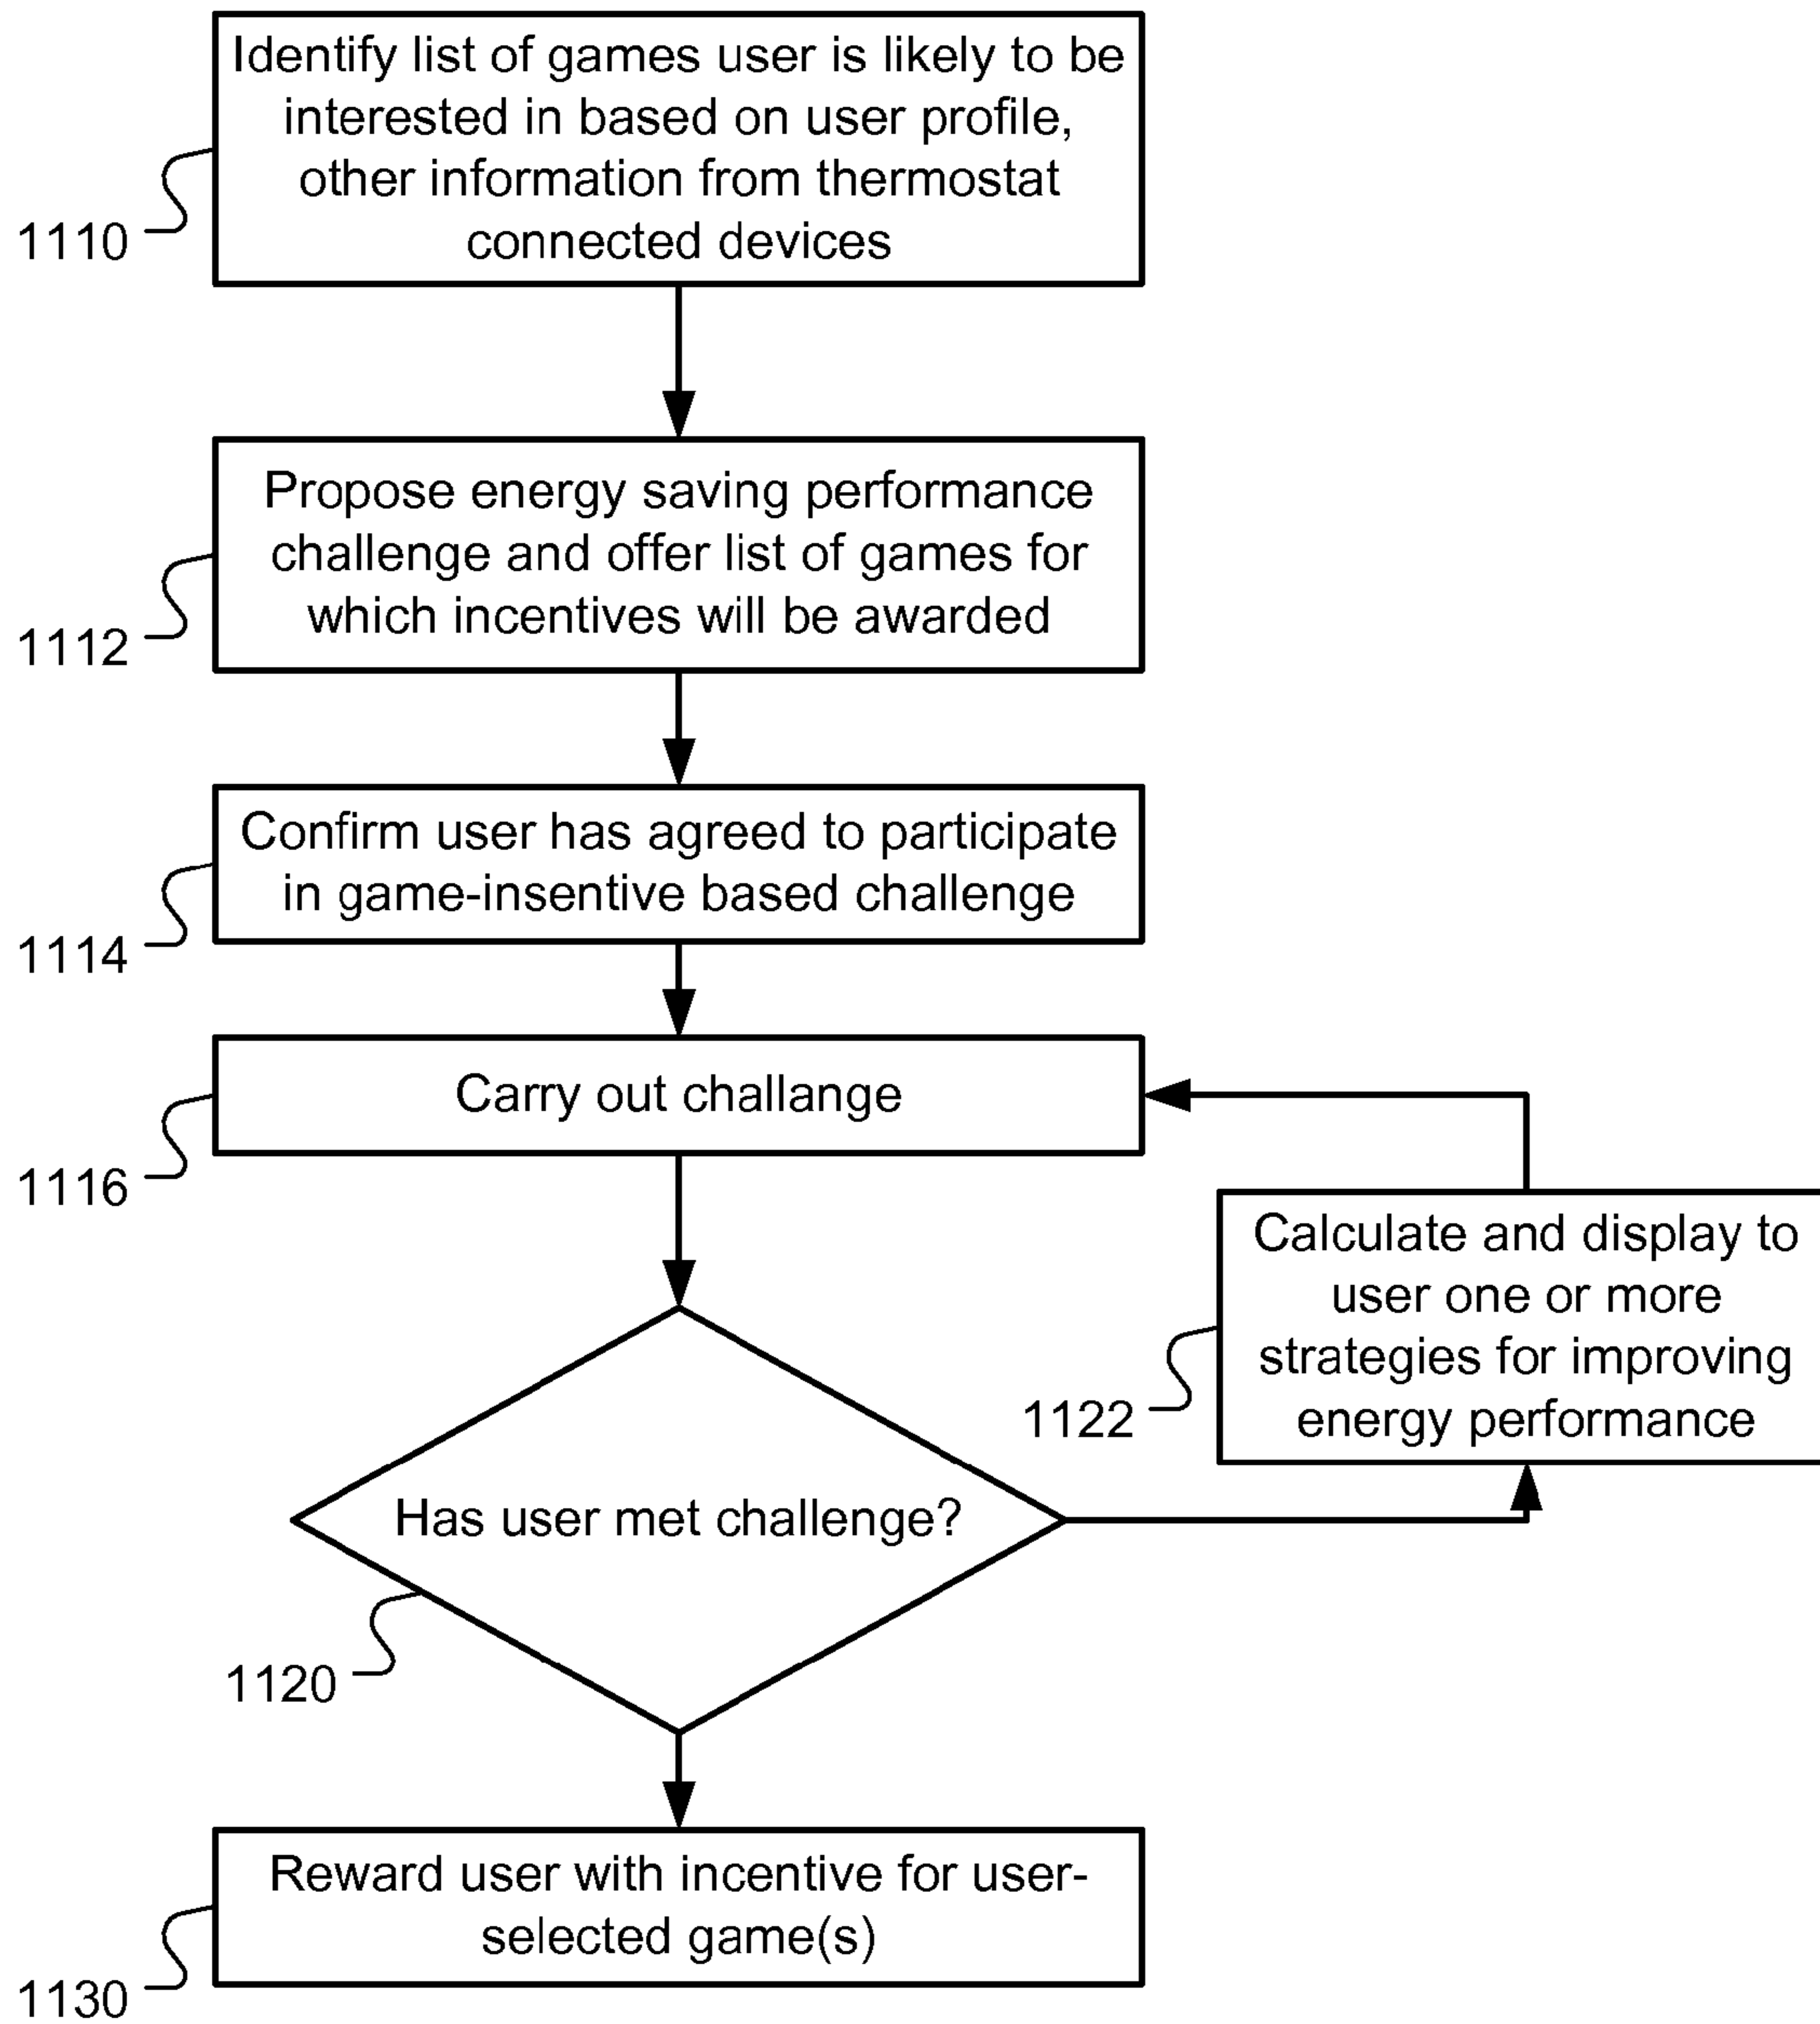 Identify list of games user is likely to be
interested in based on user profile,
other information from thermostat
connected devices
1110
Propose energy saving performance
challenge and offer list of games for
which incentives will be awarded
1112
Confirm user has agreed to participate
in game-insentive based challenge
1114
Carry out challange
1116
Calculate and display to
user one or more
strategies for improving
energy performance
1122
Has user met challenge?
1120
Reward user with incentive for user-
selected game(s)
1130